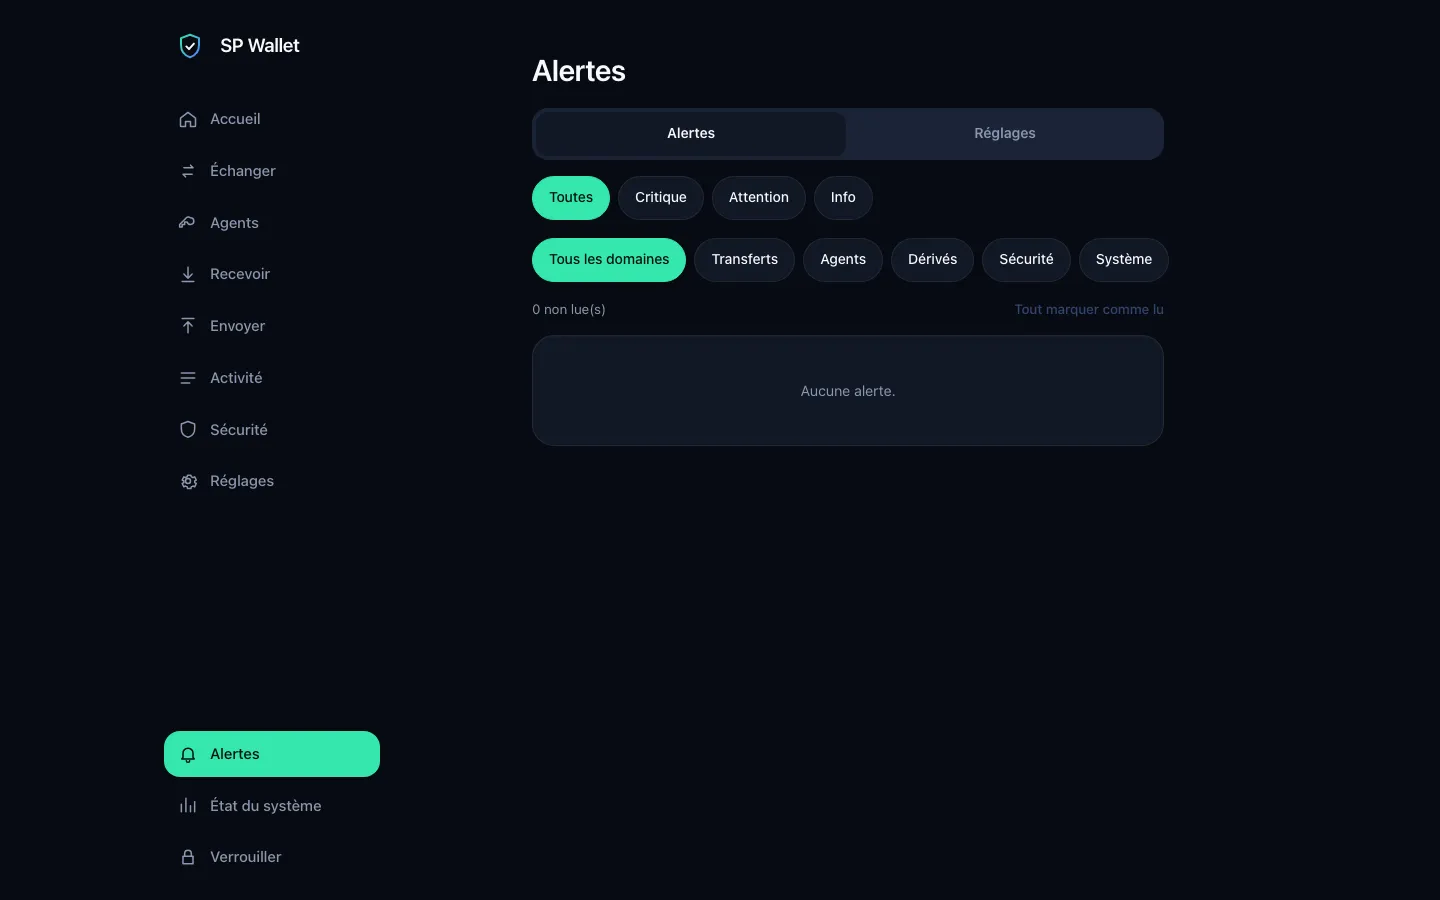 SP Wallet
Accueil
Échanger
Agents
Recevoir
Envoyer
Activité
Sécurité
Réglages
Alertes
État du système
Verrouiller
Alertes
Alertes Réglages
Toutes Critique Attention Info
Tous les domaines Transferts Agents Dérivés Sécurité Système
0 non lue(s) Tout marquer comme lu
Aucune alerte.